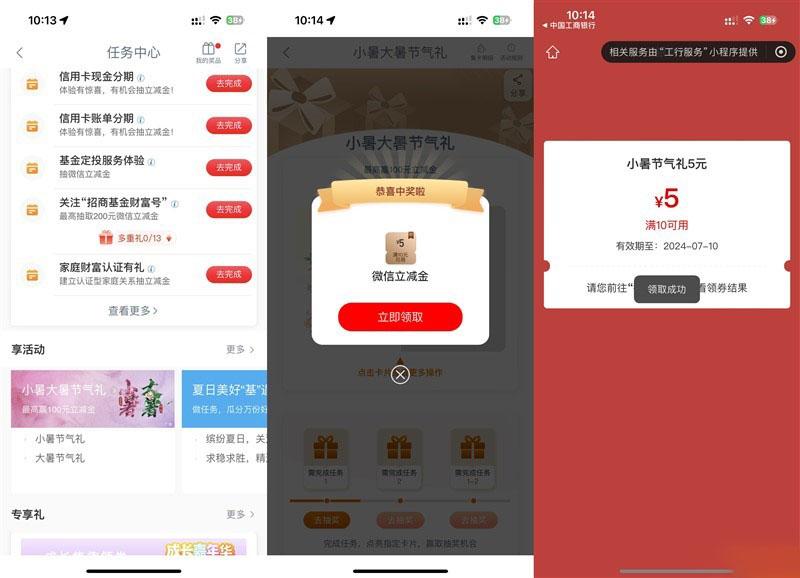 10:13
38
任务中心
我的奖品
分享
信用卡现金分期
体验有惊喜，有机会抽立减金！
去完成
信用卡账单分期
体验有惊喜，有机会抽立减金！
去完成
基金定投服务体验
抽微信立减金
去完成
关注“招商基金财富号”
最高抽取200元微信立减金
去完成
多重礼0/13
家庭财富认证有礼
建立认证型家庭关系抽立减金
去完成
查看更多
享活动
更多
小暑大暑节气礼
最高赢100元立减金
小暑
大暑
夏日美好“基”
做任务，瓜分万份好
小暑节气礼
大暑节气礼
缤纷夏日，关
求稳求胜，精
专享礼
更多
成长嘉年华
10:14
38
小暑大暑节气礼
集卡明细
活动规则
分享
小暑大暑节气礼
最高赢100元立减金
恭喜中奖啦
¥5
满10元
可用
微信立减金
立即领取
点击卡片
更多操作
需完成任务
1
需完成任务
2
需完成任务
1-2
去抽奖
去抽奖
去抽奖
完成任务，点亮指定卡片，赢取抽奖机会
10:14
38
中国工商银行
相关服务由“工行服务”小程序提供
小暑节气礼5元
¥5
满10可用
有效期至：2024-07-10
请您前往“
领取成功
看领券结果